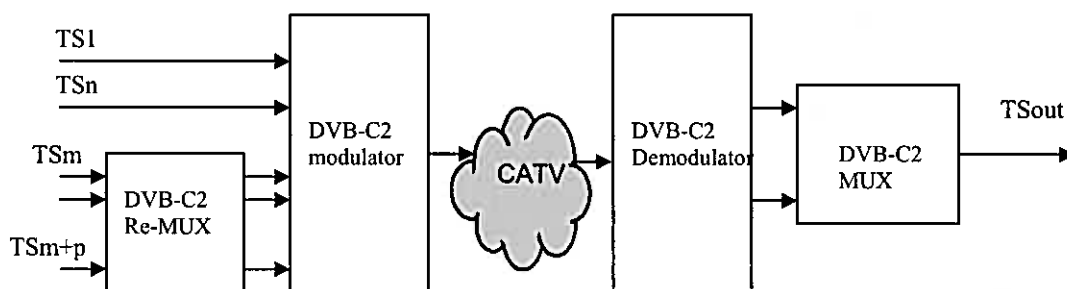 TS1
TSn
TSm
TSm+p
DVB-C2
Re-MUX
DVB-C2
modulator
CATV
DVB-C2
Demodulator
DVB-C2
MUX
TSout